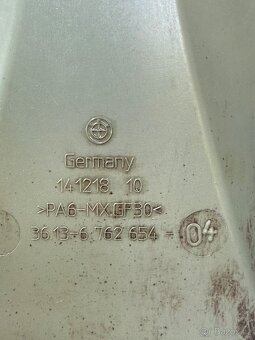 Germany
141218 10
>PA6-MX.GF30<
36.13-6 762 654 - 04